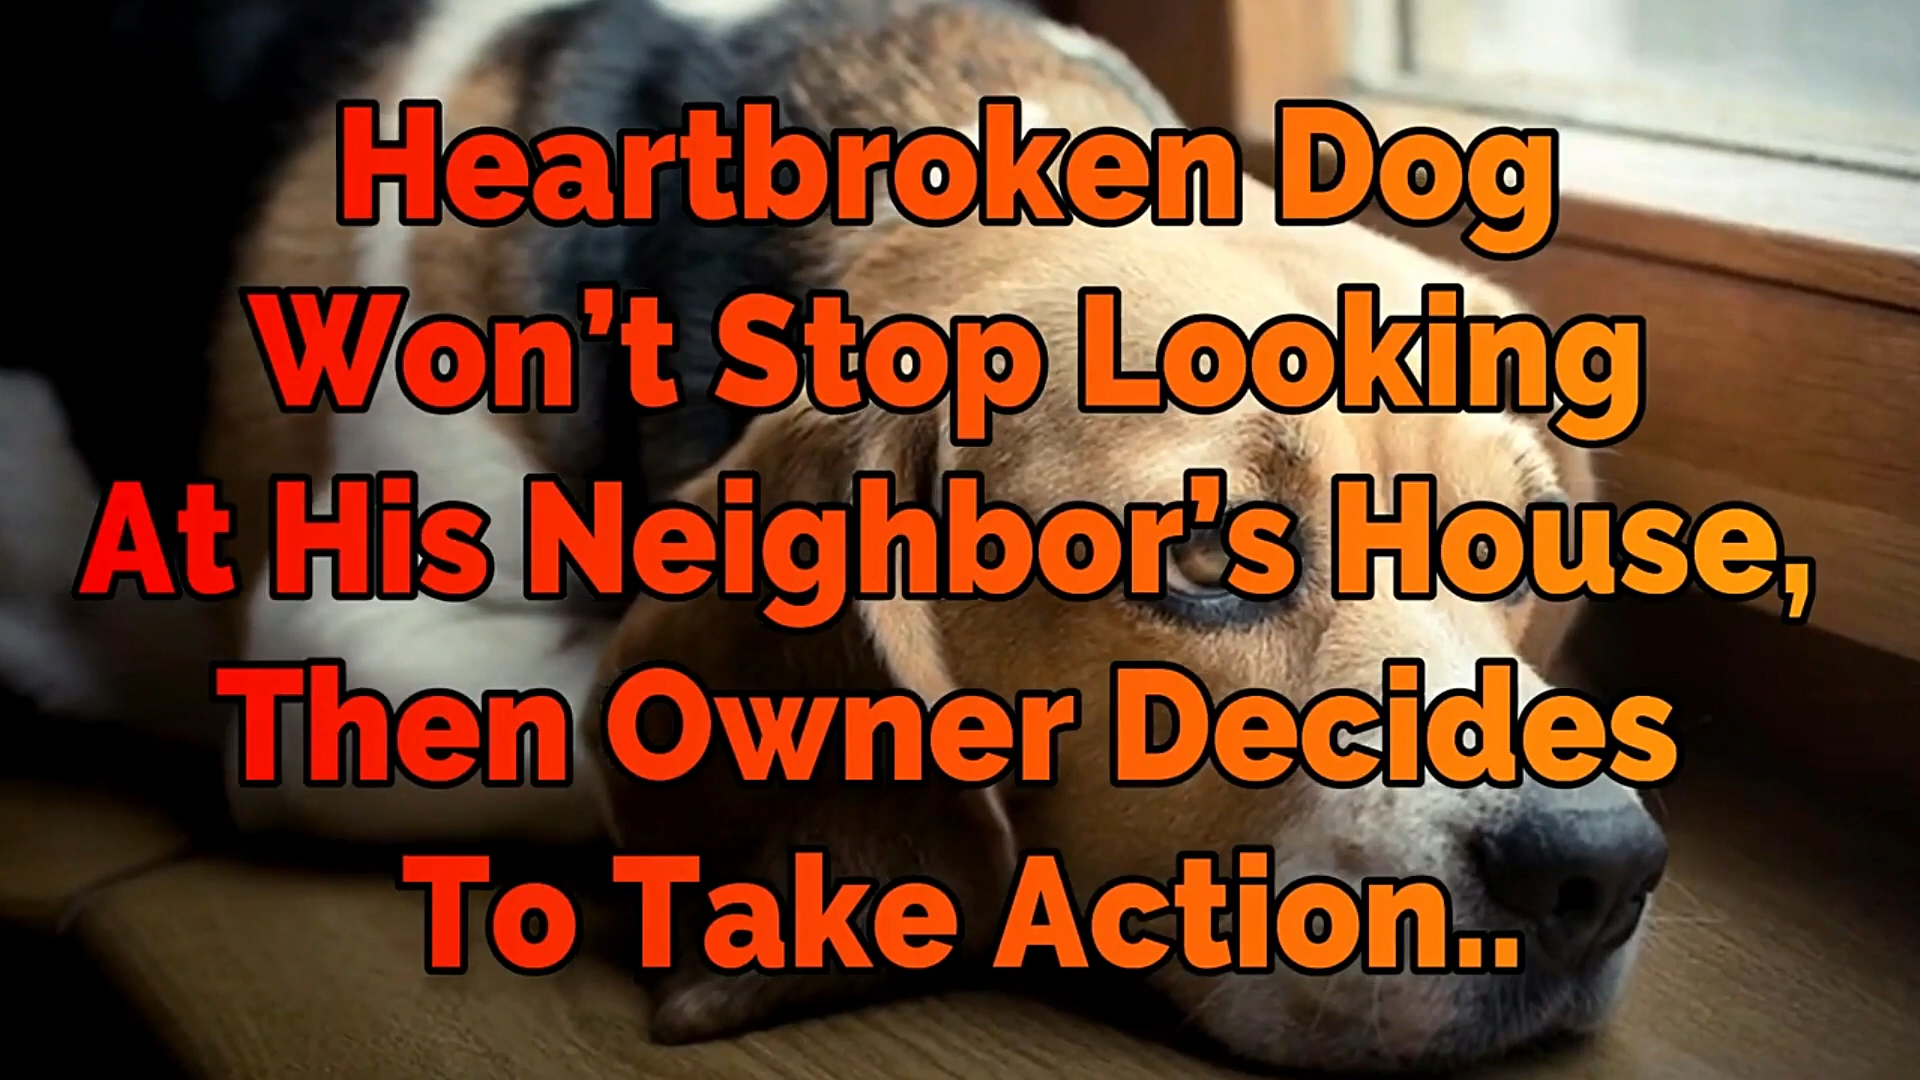 Heartbroken Dog
Won’t Stop Looking
At His Neighbor’s House,
Then Owner Decides
To Take Action..